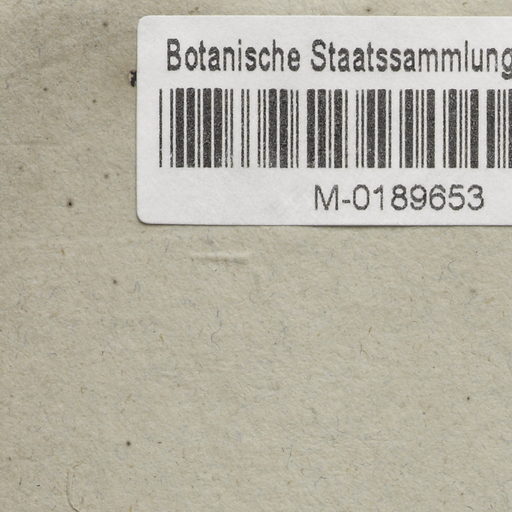 Botanische Staatssammlung
M-0189653